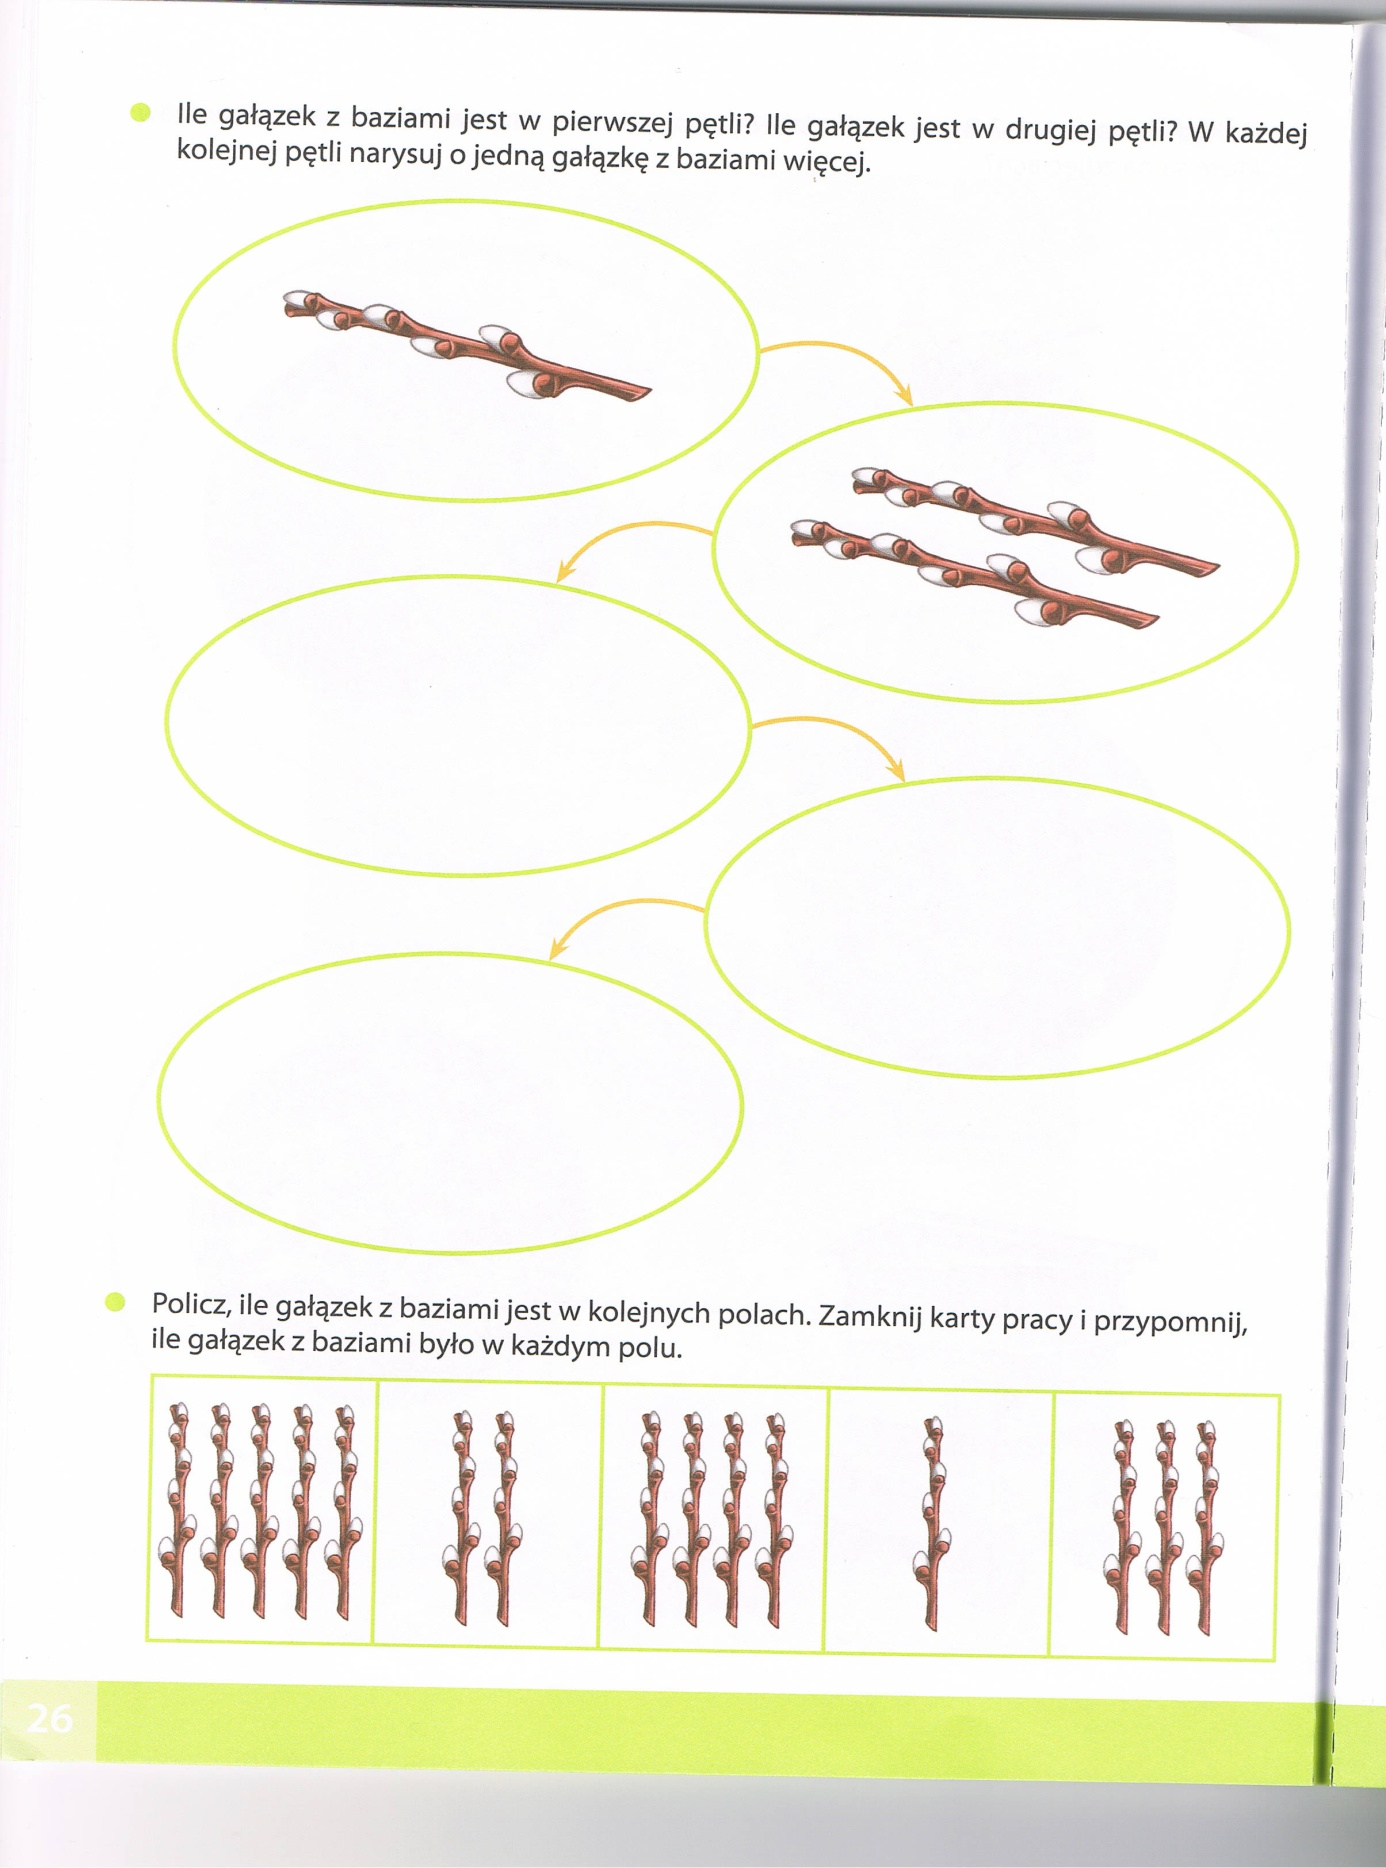 Ile gałązek z baziami jest w pierwszej pętli? Ile gałązek jest w drugiej pętli? W każdej
kolejnej pętli narysuj o jedną gałązkę z baziami więcej.
Policz, ile gałązek z baziami jest w kolejnych polach. Zamknij karty pracy i przypomnij,
ile gałązek z baziami było w każdym polu.
26